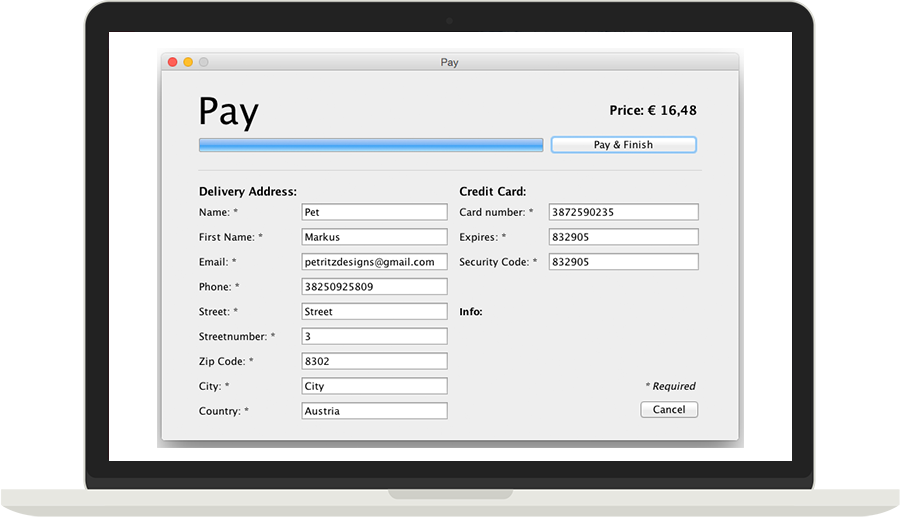 Pay
Pay
Price: € 16,48
Pay & Finish
Delivery Address:
Name: * Pet
First Name: * Markus
Email: * petritzdesigns@gmail.com
Phone: * 38250925809
Street: * Street
Streetnumber: * 3
Zip Code: * 8302
City: * City
Country: * Austria
Credit Card:
Card number: * 3872590235
Expires: * 832905
Security Code: * 832905
Info:
* Required
Cancel